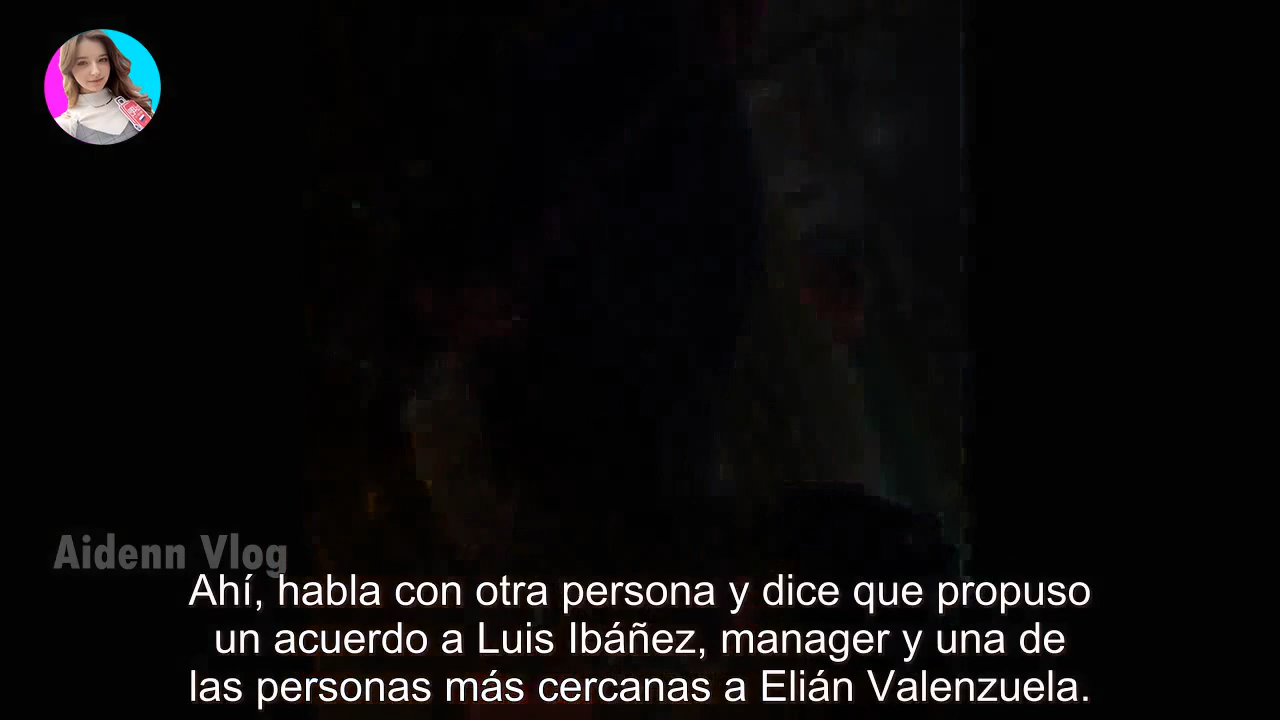 Aidenn Vlog
Ahí, habla con otra persona y dice que propuso
un acuerdo a Luis Ibáñez, manager y una de
las personas más cercanas a Elián Valenzuela.